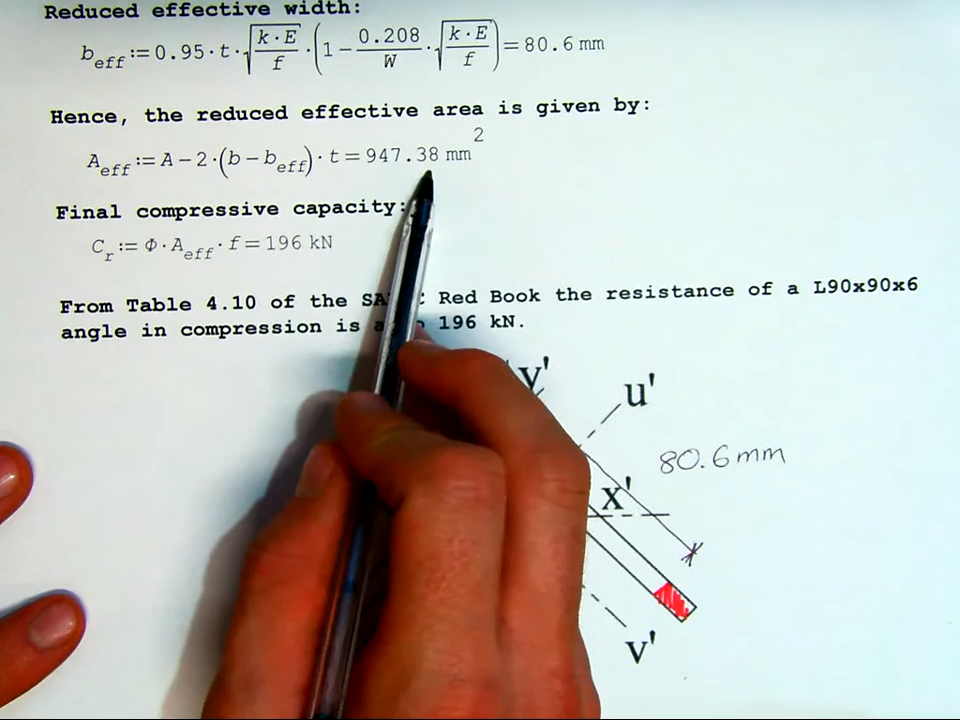 Reduced effective width:
b_eff := 0.95 · t · √(k · E / f) · (1 − 0.208 / W · √(k · E / f)) = 80.6 mm
Hence, the reduced effective area is given by:
A_eff := A − 2 · (b − b_eff) · t = 947.38 mm²
Final compressive capacity:
C_r := Φ · A_eff · f = 196 kN
From Table 4.10 of the Red Book the resistance of a L90x90x6
angle in compression is 196 kN.
y'
u'
80.6 mm
x'
v'